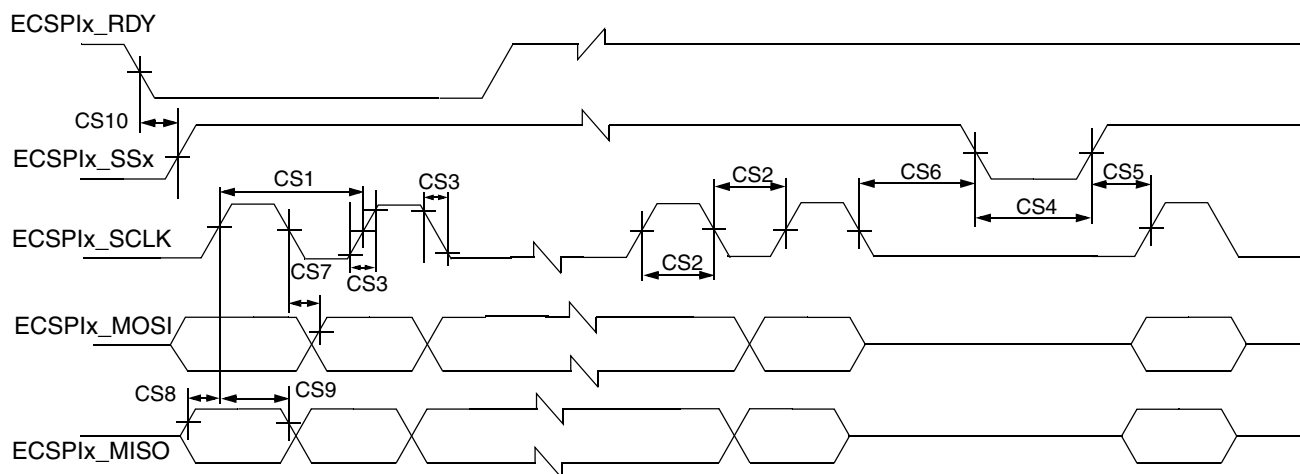 ECSPIx_RDY
CS10
ECSPIx_SSx
CS1
CS3
CS2
CS6
CS5
CS4
ECSPIx_SCLK
CS7
CS3
CS2
ECSPIx_MOSI
CS8
CS9
ECSPIx_MISO